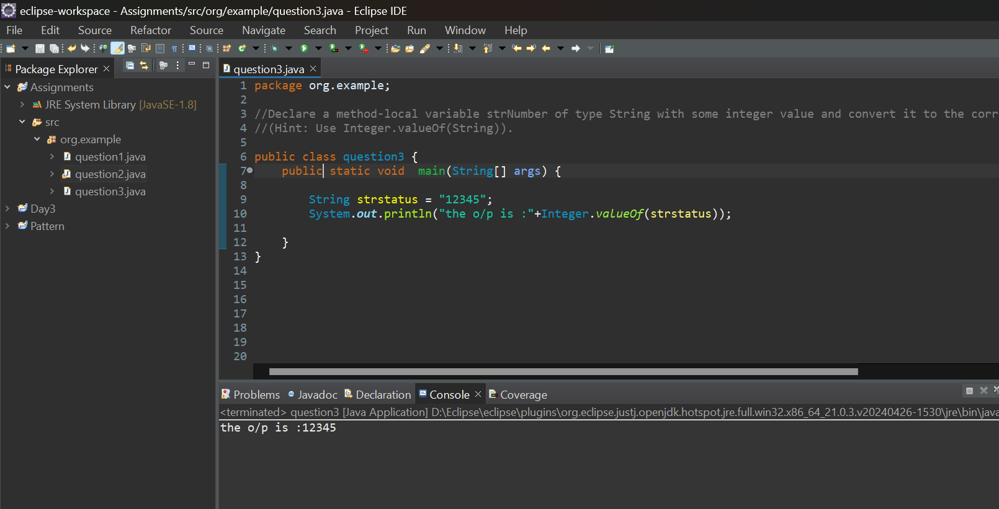 eclipse-workspace - Assignments/src/org/example/question3.java - Eclipse IDE
File Edit Source Refactor Source Navigate Search Project Run Window Help
Package Explorer
Assignments
JRE System Library [JavaSE-1.8]
src
org.example
question1.java
question2.java
question3.java
Day3
Pattern
question3.java
1 package org.example;
2
3 //Declare a method-local variable strNumber of type String with some integer value and convert it to the corr
4 //(Hint: Use Integer.valueOf(String)).
5
6 public class question3 {
7 public static void  main(String[] args) {
8
9 String strstatus = "12345";
10 System.out.println("the o/p is :"+Integer.valueOf(strstatus));
11
12 }
13 }
14
15
16
17
18
19
20
Problems Javadoc Declaration Console Coverage
<terminated> question3 [Java Application] D:\Eclipse\eclipse\plugins\org.eclipse.justj.openjdk.hotspot.jre.full.win32.x86_64_21.0.3.v20240426-1530\jre\bin\java
the o/p is :12345